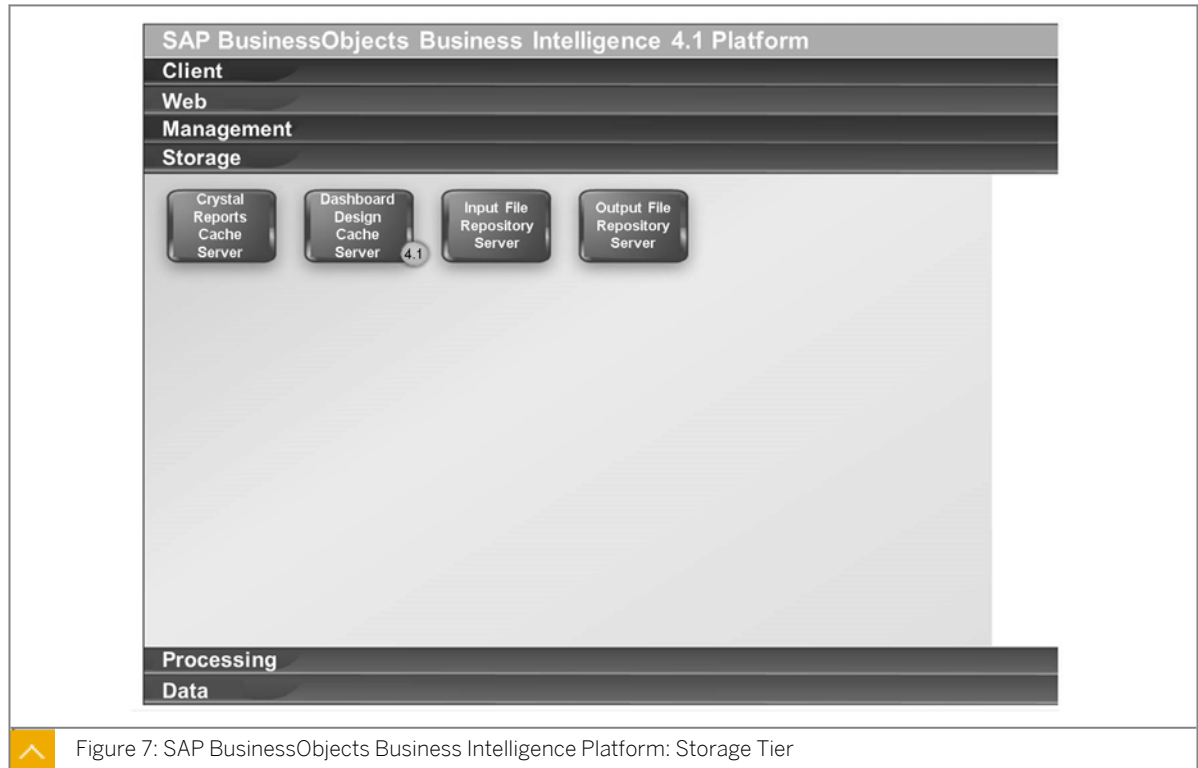 SAP BusinessObjects Business Intelligence 4.1 Platform
Client
Web
Management
Storage
Crystal
Reports
Cache
Server
Dashboard
Design
Cache
Server
4.1
Input File
Repository
Server
Output File
Repository
Server
Processing
Data
Figure 7: SAP BusinessObjects Business Intelligence Platform: Storage Tier